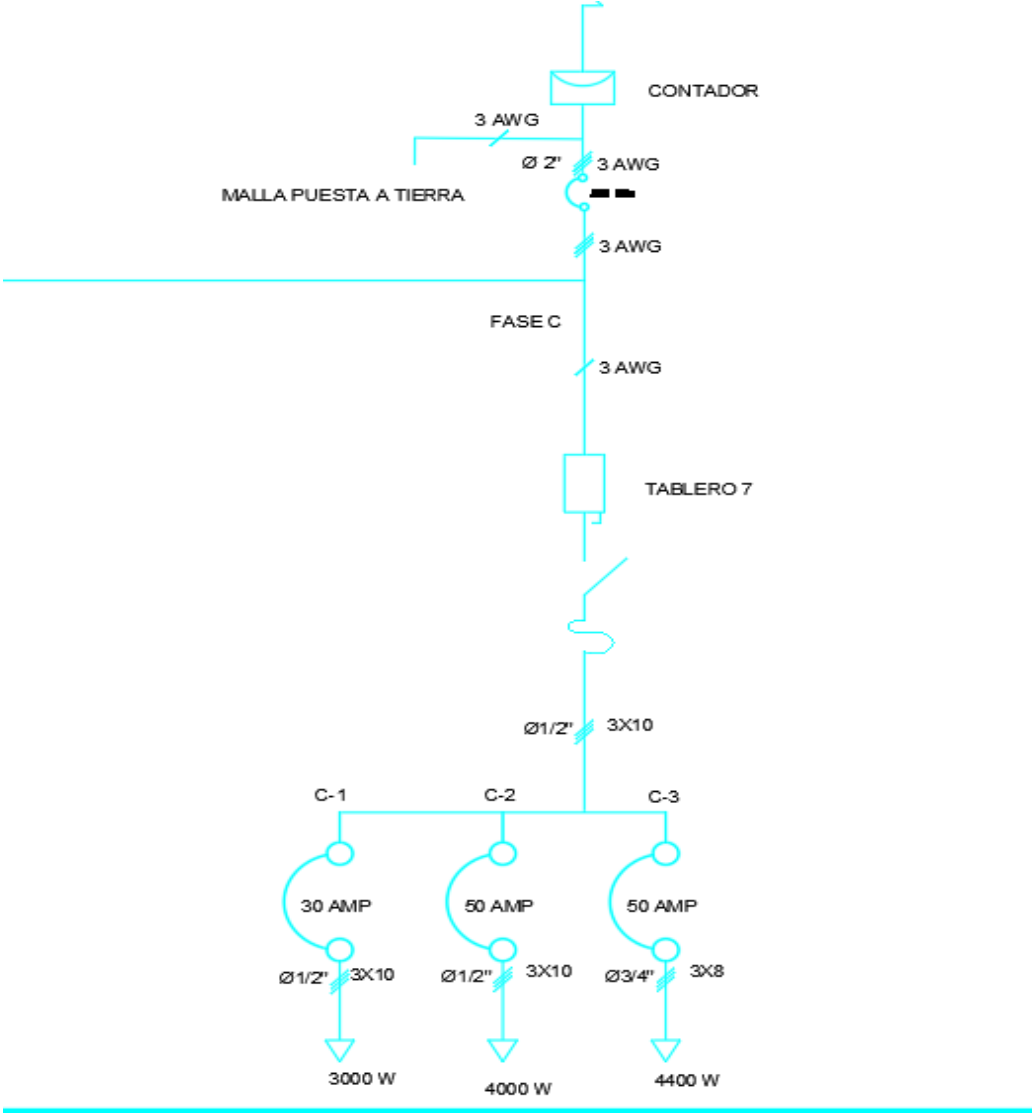 CONTADOR
3 AWG
Ø 2" 3 AWG
MALLA PUESTA A TIERRA
3 AWG
FASE C
3 AWG
TABLERO 7
Ø1/2" 3X10
C-1 C-2 C-3
30 AMP 50 AMP 50 AMP
Ø1/2" 3X10 Ø1/2" 3X10 Ø3/4" 3X8
3000 W 4000 W 4400 W